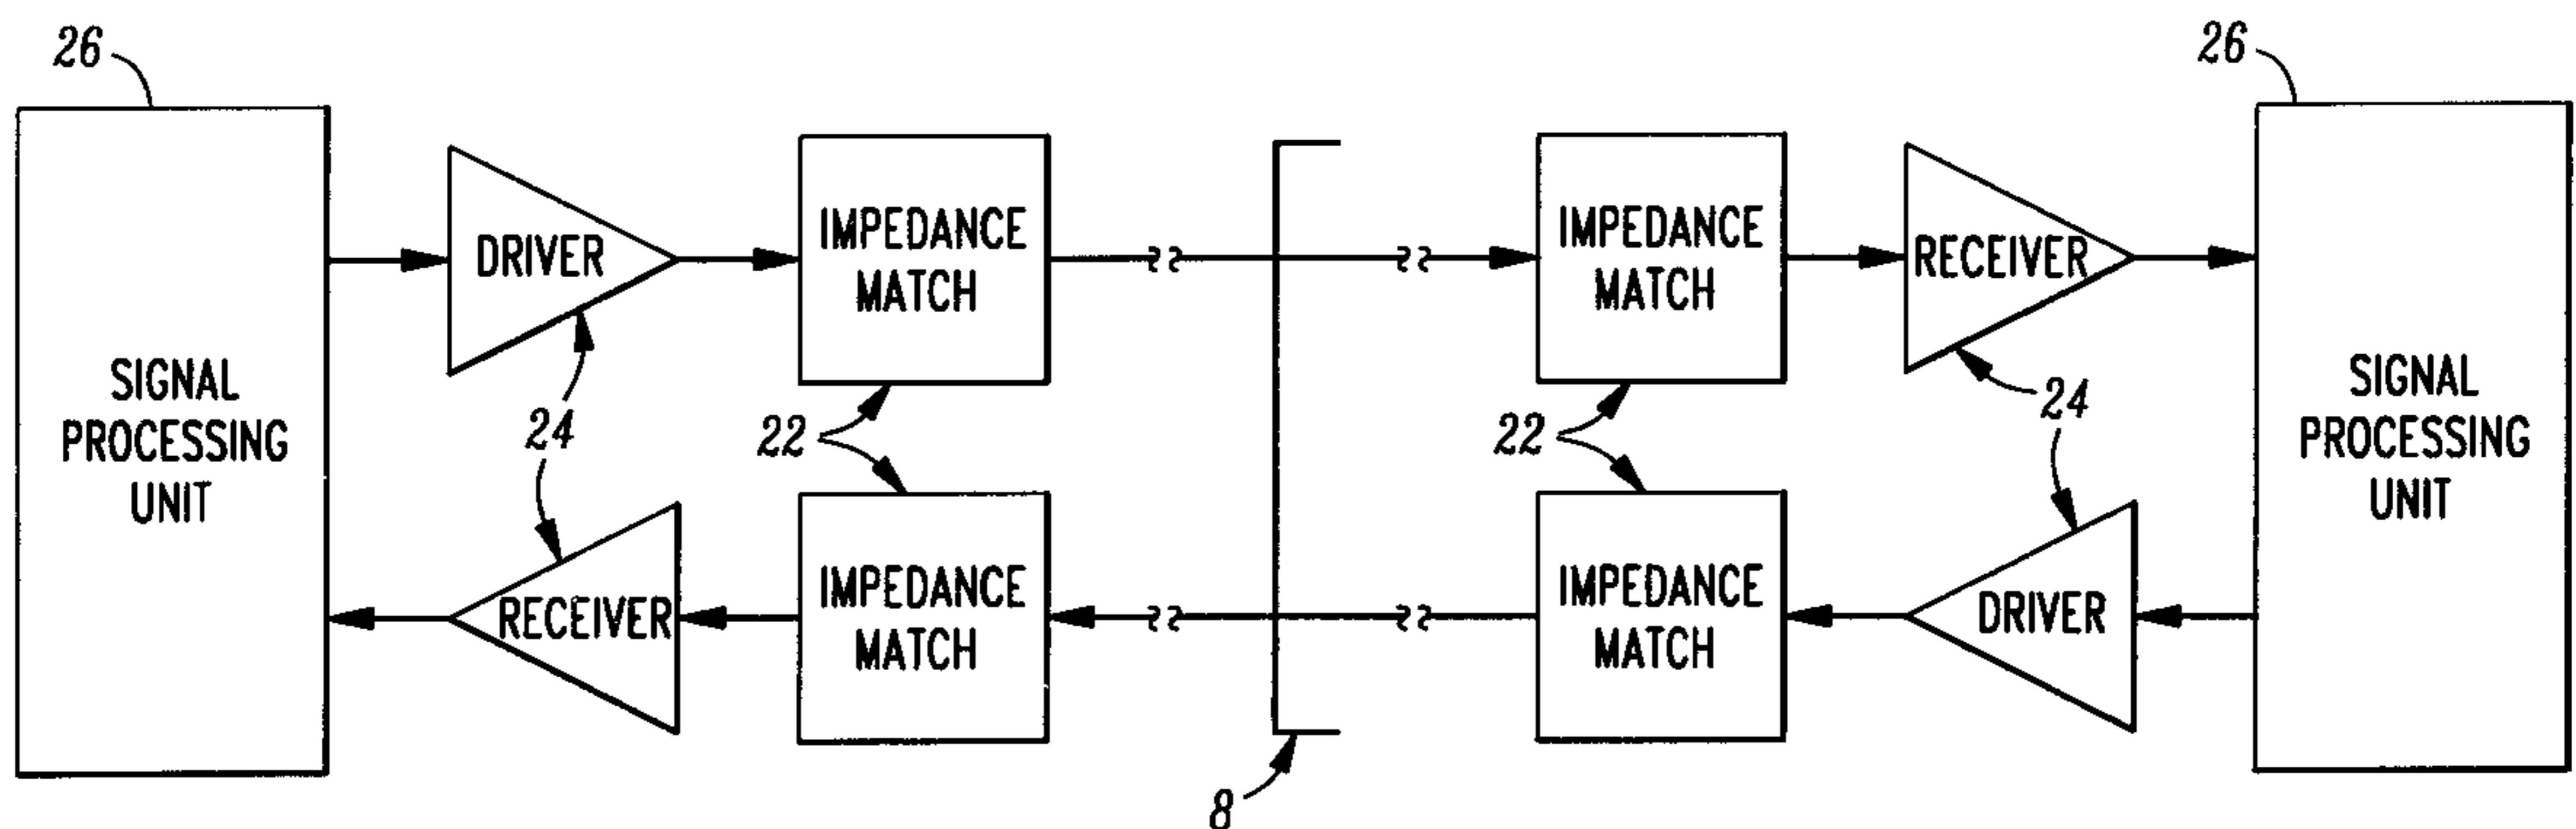 26
26
SIGNAL
PROCESSING
UNIT
DRIVER
IMPEDANCE
MATCH
IMPEDANCE
MATCH
RECEIVER
SIGNAL
PROCESSING
UNIT
24
22
22
24
RECEIVER
IMPEDANCE
MATCH
IMPEDANCE
MATCH
DRIVER
8